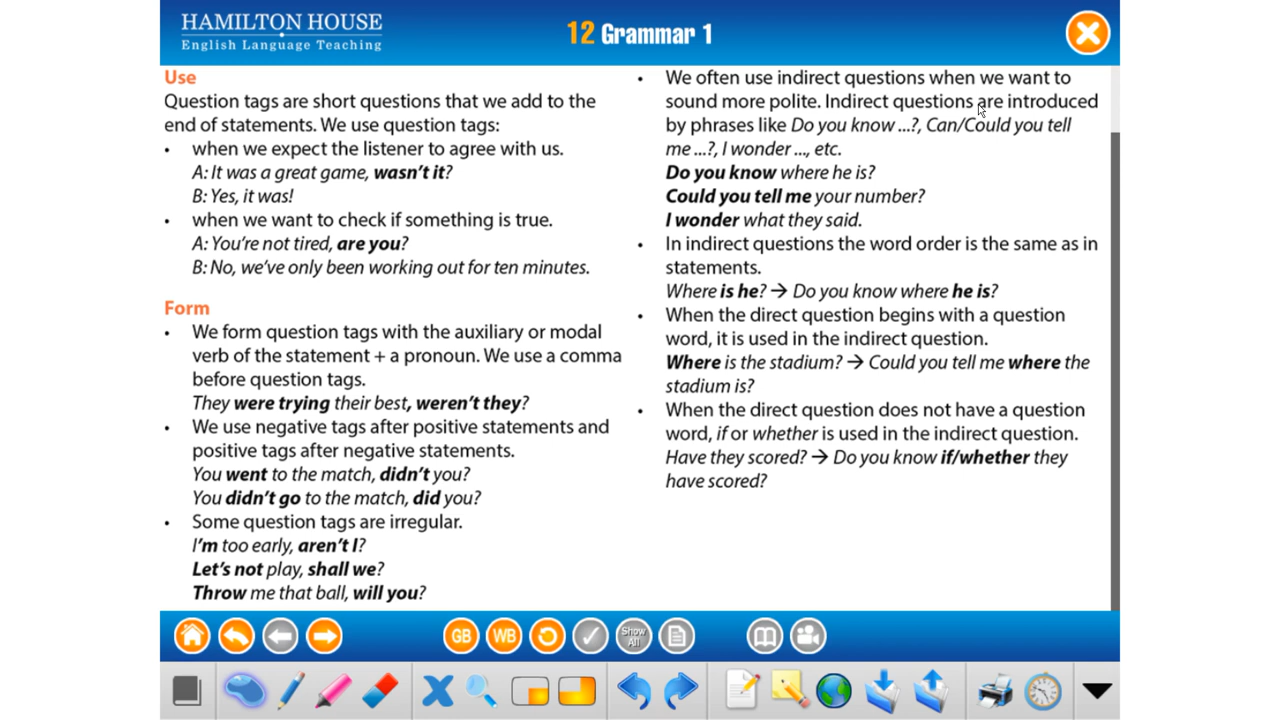 HAMILTON HOUSE
English Language Teaching
12 Grammar 1
Use
Question tags are short questions that we add to the
end of statements. We use question tags:
• when we expect the listener to agree with us.
A: It was a great game, wasn't it?
B: Yes, it was!
• when we want to check if something is true.
A: You're not tired, are you?
B: No, we've only been working out for ten minutes.
Form
• We form question tags with the auxiliary or modal
verb of the statement + a pronoun. We use a comma
before question tags.
They were trying their best, weren't they?
• We use negative tags after positive statements and
positive tags after negative statements.
You went to the match, didn't you?
You didn't go to the match, did you?
• Some question tags are irregular.
I'm too early, aren't I?
Let's not play, shall we?
Throw me that ball, will you?
• We often use indirect questions when we want to
sound more polite. Indirect questions are introduced
by phrases like Do you know ...?, Can/Could you tell
me ...?, I wonder ..., etc.
Do you know where he is?
Could you tell me your number?
I wonder what they said.
• In indirect questions the word order is the same as in
statements.
Where is he? → Do you know where he is?
• When the direct question begins with a question
word, it is used in the indirect question.
Where is the stadium? → Could you tell me where the
stadium is?
• When the direct question does not have a question
word, if or whether is used in the indirect question.
Have they scored? → Do you know if/whether they
have scored?
GB WB Show
All